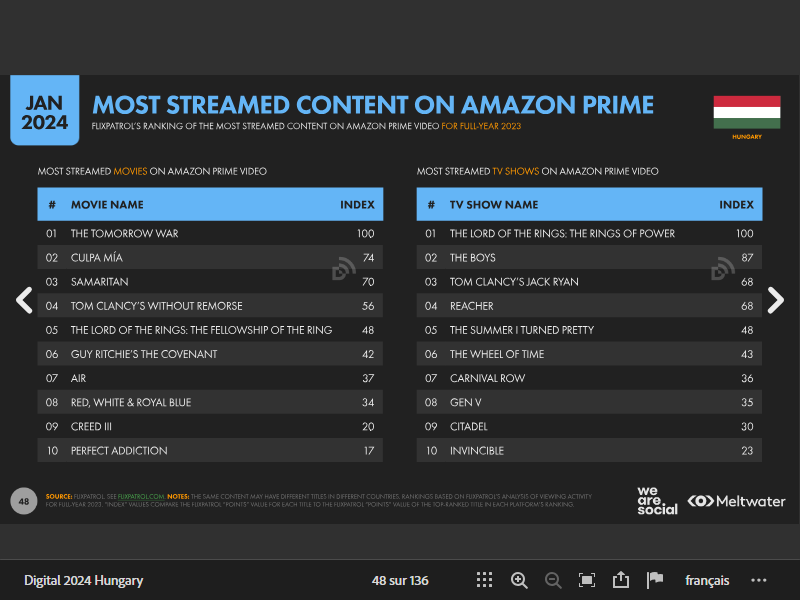 JAN
2024
MOST STREAMED CONTENT ON AMAZON PRIME
FLIXPATROL'S RANKING OF THE MOST STREAMED CONTENT ON AMAZON PRIME VIDEO FOR FULL-YEAR 2023
HUNGARY
MOST STREAMED MOVIES ON AMAZON PRIME VIDEO
# MOVIE NAME INDEX
01 THE TOMORROW WAR 100
02 CULPA MÍA 74
03 SAMARITAN 70
04 TOM CLANCY'S WITHOUT REMORSE 56
05 THE LORD OF THE RINGS: THE FELLOWSHIP OF THE RING 48
06 GUY RITCHIE'S THE COVENANT 42
07 AIR 37
08 RED, WHITE & ROYAL BLUE 34
09 CREED III 20
10 PERFECT ADDICTION 17
MOST STREAMED TV SHOWS ON AMAZON PRIME VIDEO
# TV SHOW NAME INDEX
01 THE LORD OF THE RINGS: THE RINGS OF POWER 100
02 THE BOYS 87
03 TOM CLANCY'S JACK RYAN 68
04 REACHER 68
05 THE SUMMER I TURNED PRETTY 48
06 THE WHEEL OF TIME 43
07 CARNIVAL ROW 36
08 GEN V 35
09 CITADEL 30
10 INVINCIBLE 23
48
SOURCE: FLIXPATROL. SEE FLIXPATROL.COM. NOTES: THE SAME CONTENT MAY HAVE DIFFERENT TITLES IN DIFFERENT COUNTRIES. RANKINGS BASED ON FLIXPATROL'S ANALYSIS OF VIEWING ACTIVITY
FOR FULL-YEAR 2023. "INDEX" VALUES COMPARE THE FLIXPATROL "POINTS" VALUE FOR EACH TITLE TO THE FLIXPATROL "POINTS" VALUE OF THE TOP-RANKED TITLE IN EACH PLATFORM'S RANKING.
we
are
social
Meltwater
Digital 2024 Hungary
48 sur 136
français